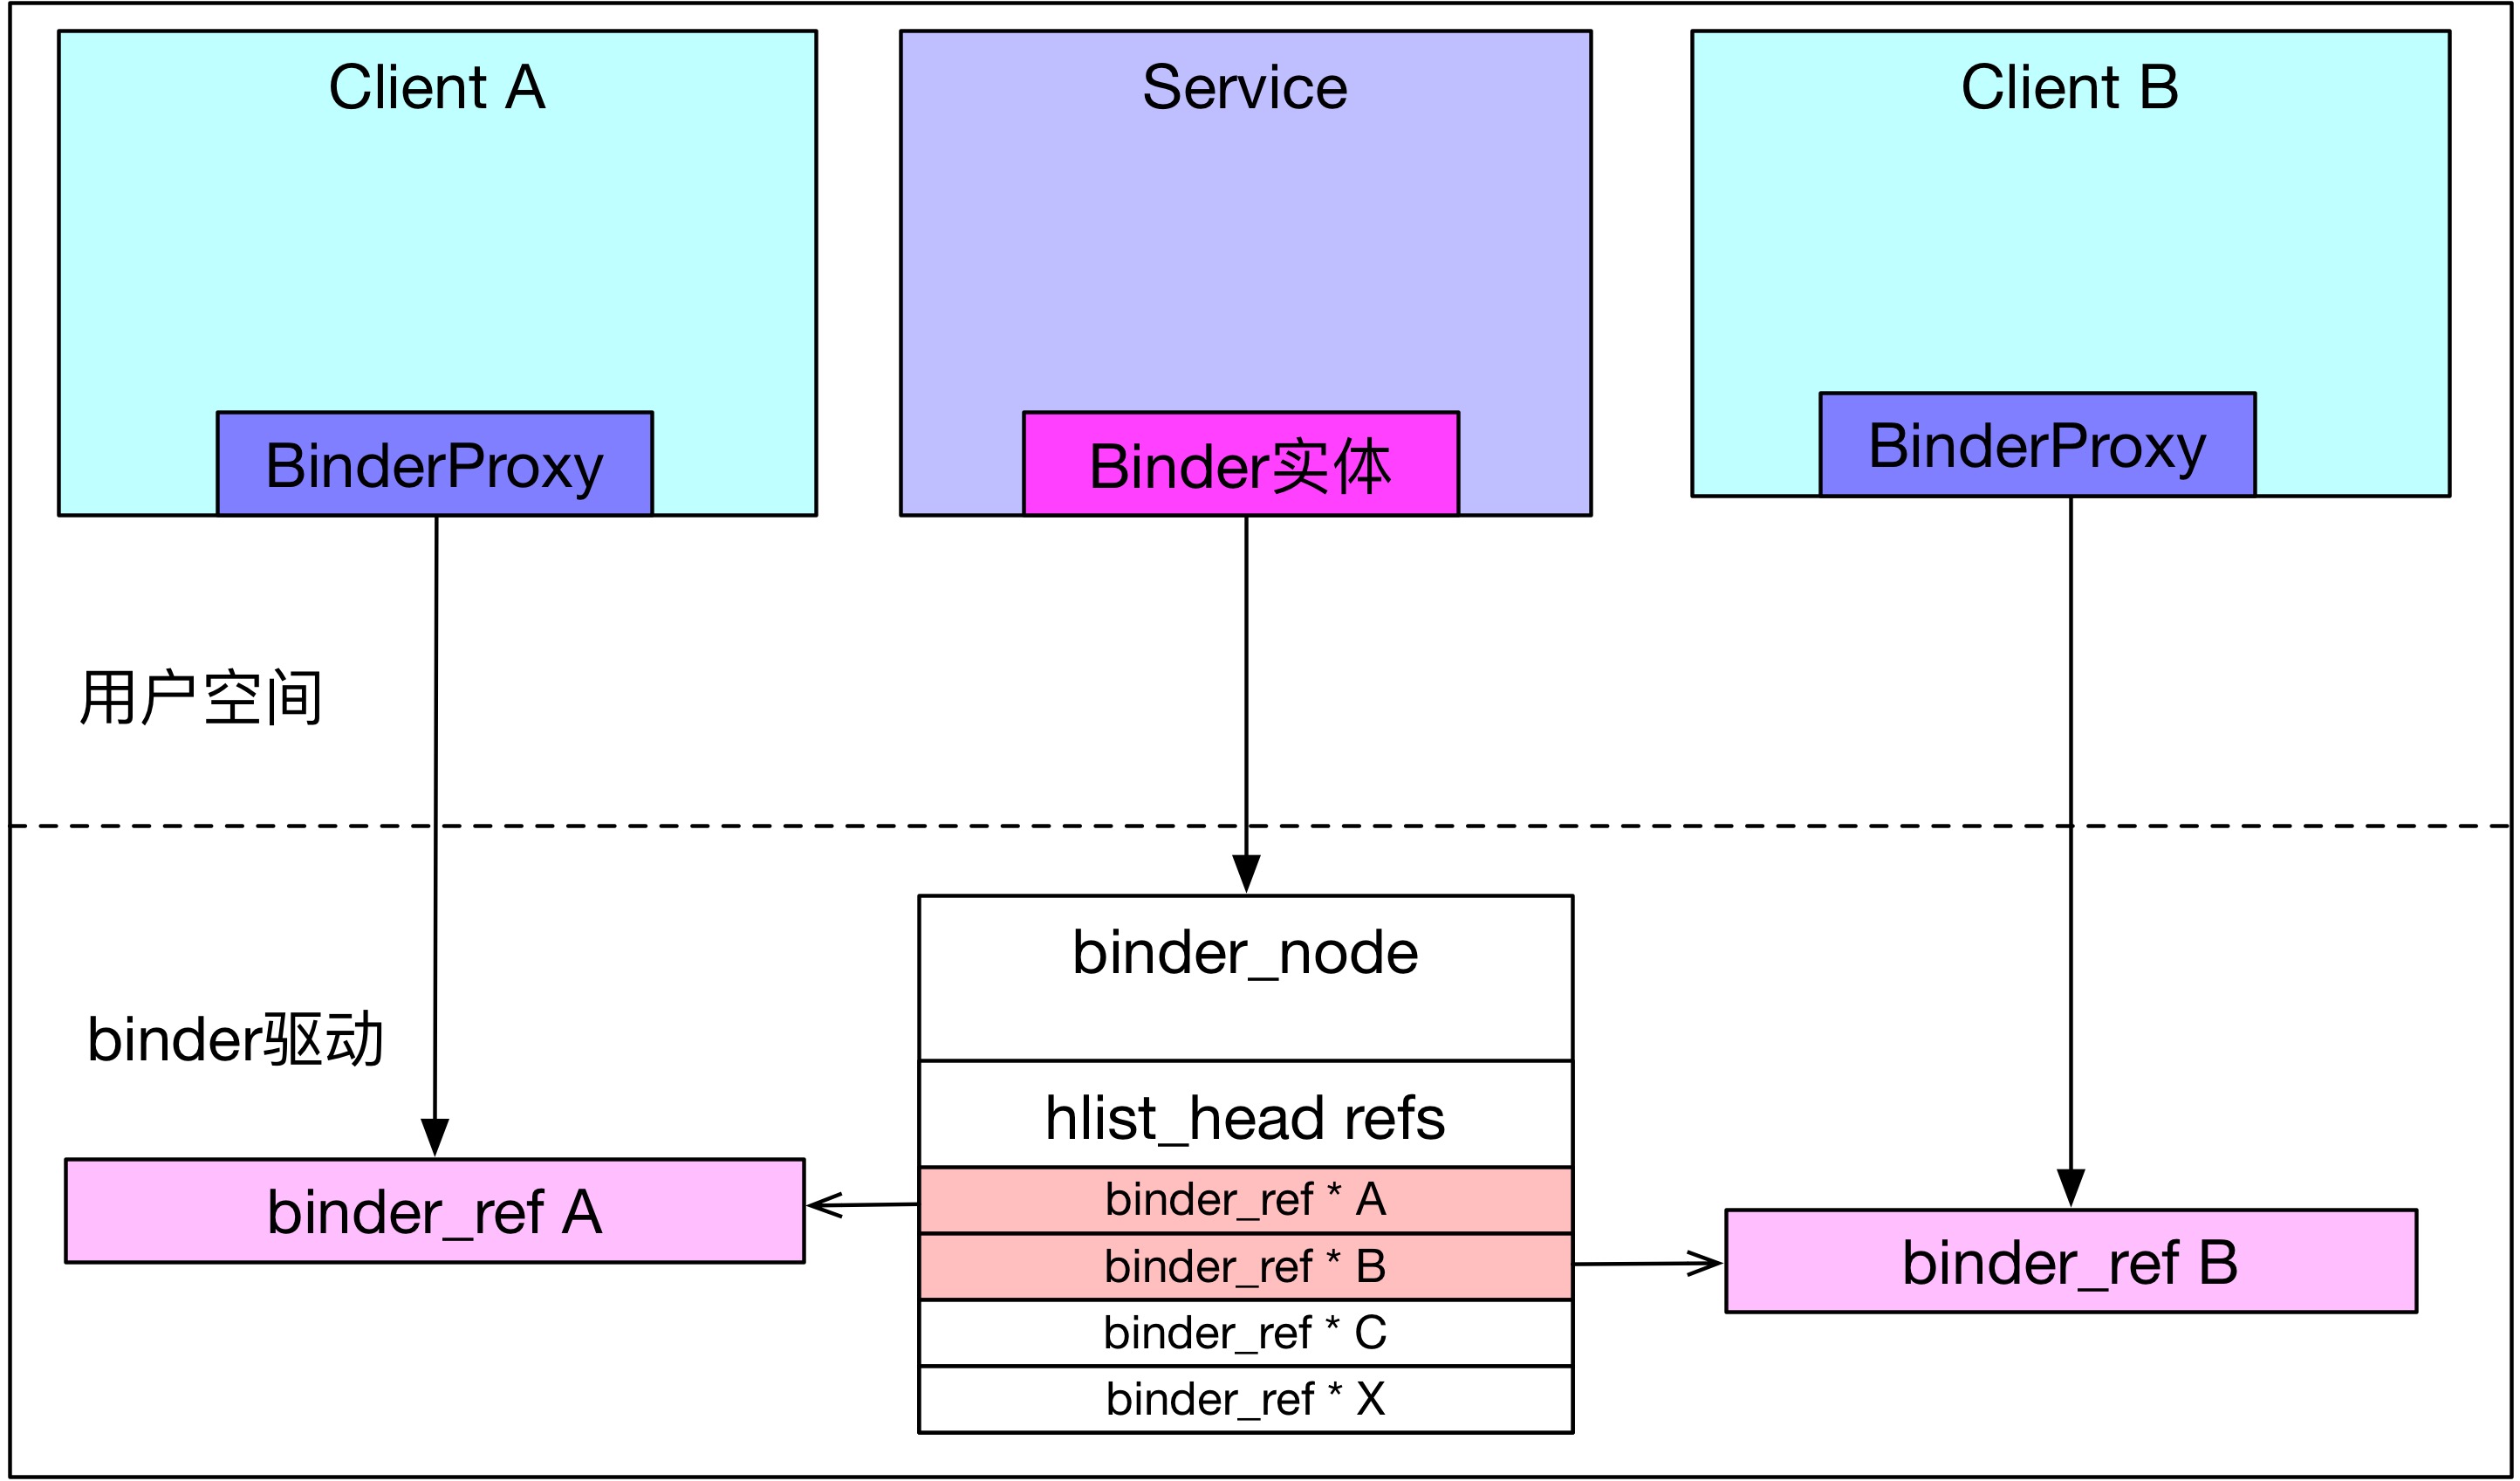 Client A
Service
Client B
BinderProxy
Binder实体
BinderProxy
用户空间
binder_node
binder驱动
hlist_head refs
binder_ref A
binder_ref * A
binder_ref * B
binder_ref B
binder_ref * C
binder_ref * X